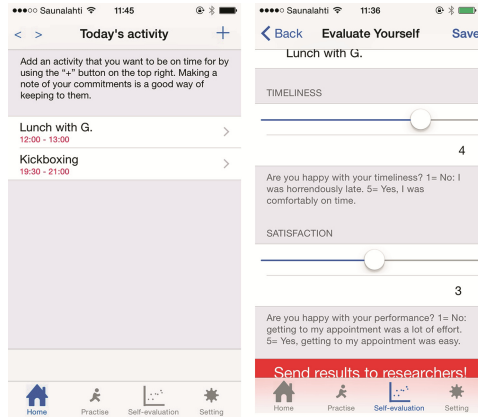 Saunalahti 11:45
< > Today's activity +
Add an activity that you want to be on time for by
using the “+” button on the top right. Making a
note of your commitments is a good way of
keeping to them.
Lunch with G.
12:00 - 13:00
Kickboxing
19:30 - 21:00
Home Practise Self-evaluation Setting
Saunalahti 11:36
Back Evaluate Yourself Save
Lunch with G.
TIMELINESS
4
Are you happy with your timeliness? 1= No: I
was horrendously late. 5= Yes, I was
comfortably on time.
SATISFACTION
3
Are you happy with your performance? 1= No:
getting to my appointment was a lot of effort.
5= Yes, getting to my appointment was easy.
Send results to researchers!
Home Practise Self-evaluation Setting